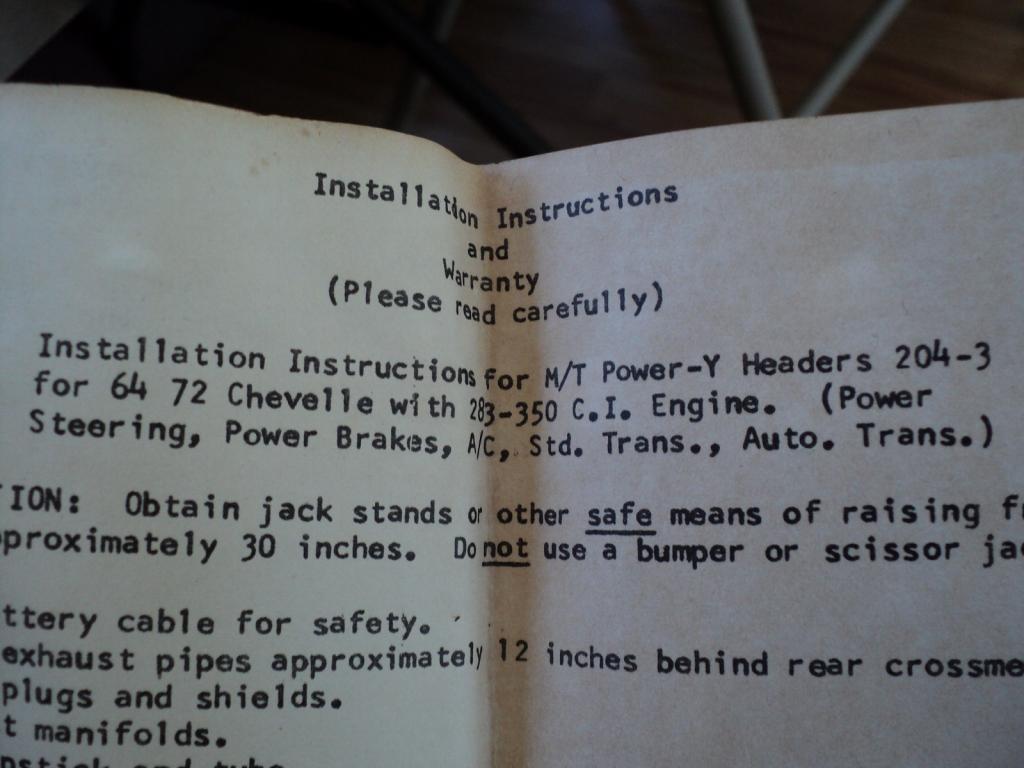 Installation Instructions
and
Warranty
(Please read carefully)
Installation Instructions for M/T Power-Y Headers 204-3
for 64 72 Chevelle with 283-350 C.I. Engine. (Power
Steering, Power Brakes, A/C, Std. Trans., Auto. Trans.)
ION: Obtain jack stands or other safe means of raising f
proximately 30 inches. Do not use a bumper or scissor ja
ttery cable for safety.
exhaust pipes approximately 12 inches behind rear crossme
plugs and shields.
t manifolds.